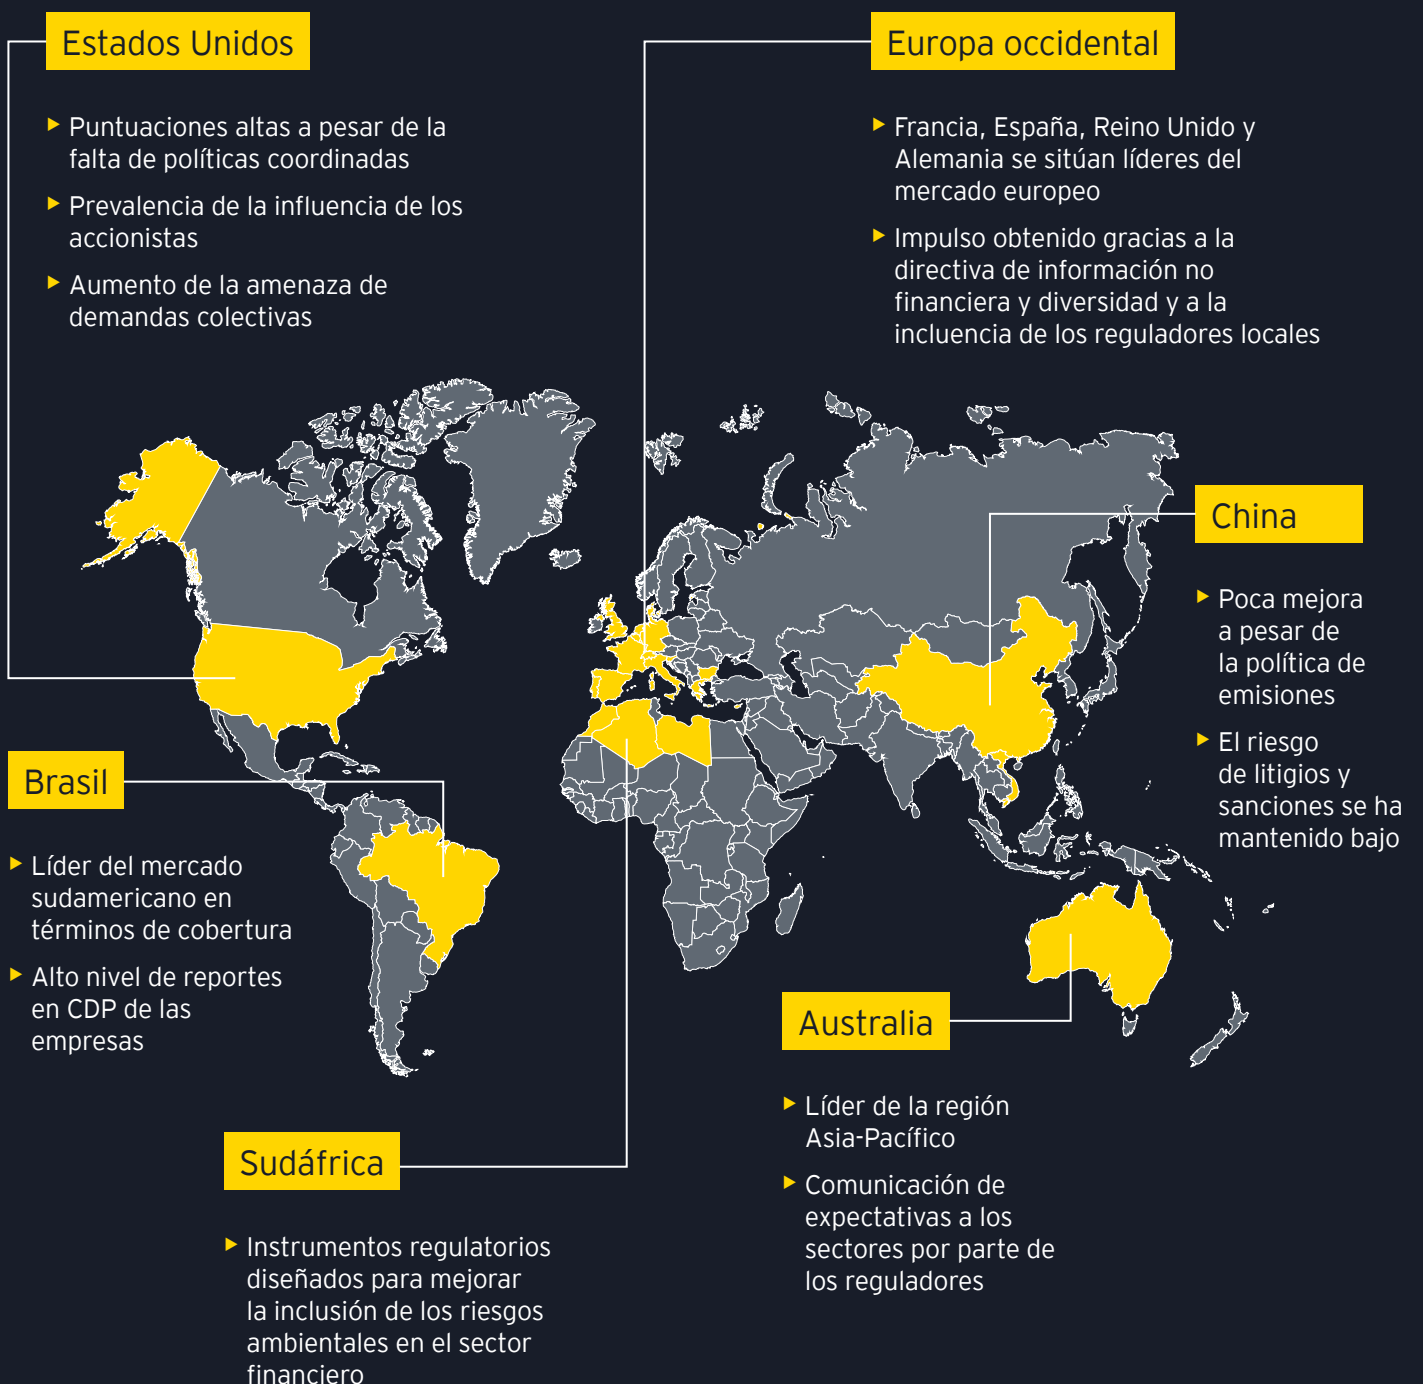 Estados Unidos
▸ Puntuaciones altas a pesar de la
falta de políticas coordinadas
▸ Prevalencia de la influencia de los
accionistas
▸ Aumento de la amenaza de
demandas colectivas
Europa occidental
▸ Francia, España, Reino Unido y
Alemania se sitúan líderes del
mercado europeo
▸ Impulso obtenido gracias a la
directiva de información no
financiera y diversidad y a la
incluencia de los reguladores locales
China
▸ Poca mejora
a pesar de
la política de
emisiones
▸ El riesgo
de litigios y
sanciones se ha
mantenido bajo
Brasil
▸ Líder del mercado
sudamericano en
términos de cobertura
▸ Alto nivel de reportes
en CDP de las
empresas
Australia
▸ Líder de la región
Asia-Pacífico
▸ Comunicación de
expectativas a los
sectores por parte de
los reguladores
Sudáfrica
▸ Instrumentos regulatorios
diseñados para mejorar
la inclusión de los riesgos
ambientales en el sector
financiero